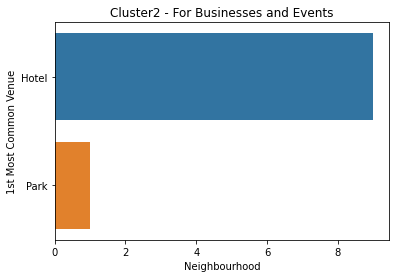 Cluster2 - For Businesses and Events
1st Most Common Venue
Hotel
Park
0 2 4 6 8
Neighbourhood